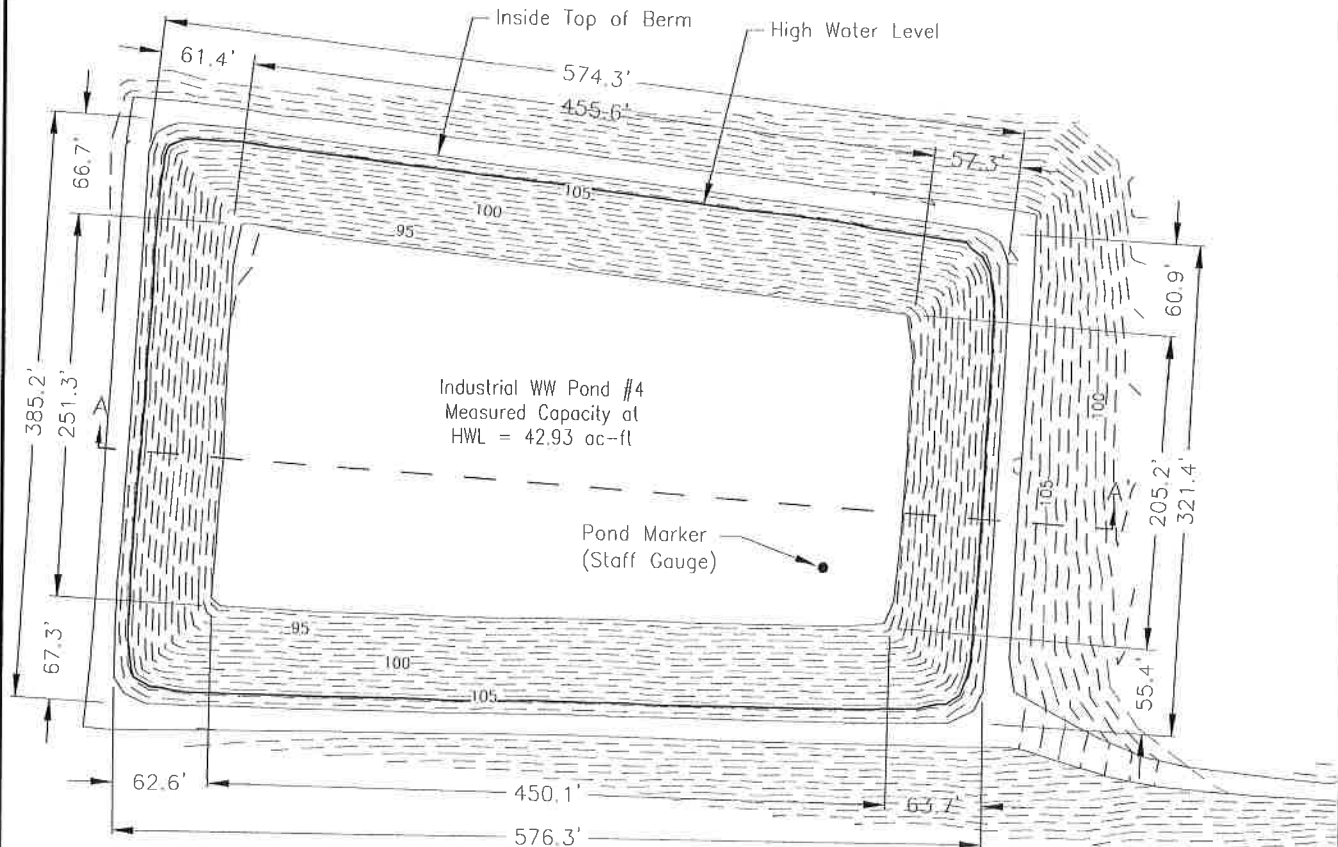 Inside Top of Berm
High Water Level
61.4'
574.3'
455.6'
57.3'
66.7'
105
100
95
60.9'
385.2'
251.3'
Industrial WW Pond #4
Measured Capacity at
HWL = 42.93 ac-ft
A
100
105
A'
205.2'
321.4'
Pond Marker
(Staff Gauge)
67.3'
95
100
105
55.4'
62.6'
450.1'
63.7'
576.3'